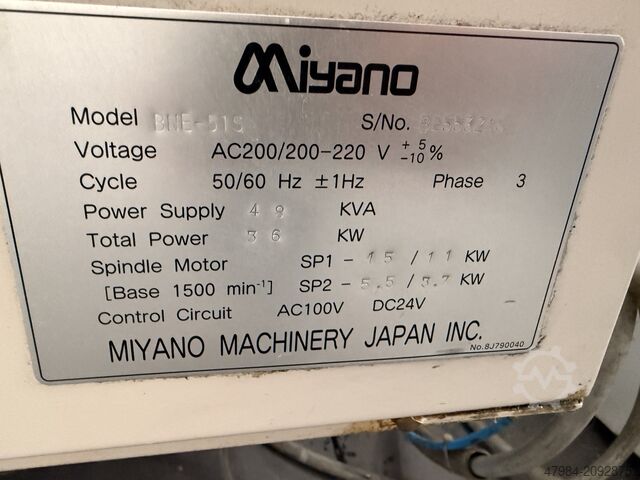 Miyano
Model BNE-51S S/No.
Voltage AC200/200-220 V + 5 -10 %
Cycle 50/60 Hz ±1Hz Phase 3
Power Supply 49 KVA
Total Power 36 KW
Spindle Motor SP1 - 15 / 11 KW
[Base 1500 min⁻¹] SP2 - 5.5 / 3.7 KW
Control Circuit AC100V DC24V -
MIYANO MACHINERY JAPAN INC.
No.8J790040